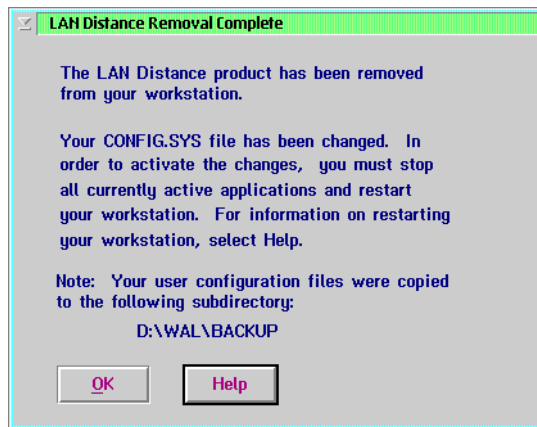 LAN Distance Removal Complete
The LAN Distance product has been removed
from your workstation.
Your CONFIG.SYS file has been changed. In
order to activate the changes, you must stop
all currently active applications and restart
your workstation. For information on restarting
your workstation, select Help.
Note: Your user configuration files were copied
to the following subdirectory:
D:\WAL\BACKUP
OK
Help